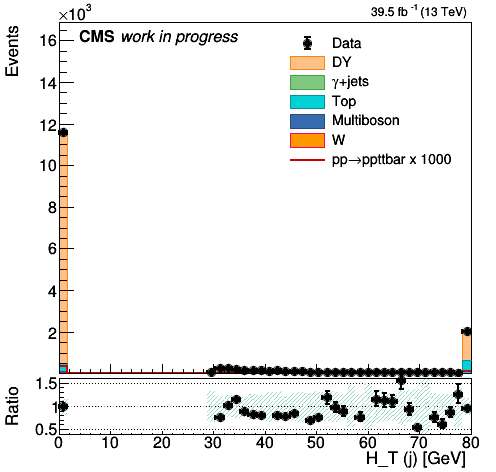 ×10³
39.5 fb⁻¹ (13 TeV)
CMS work in progress
Events
16
14
12
10
8
6
4
2
Data
DY
γ+jets
Top
Multiboson
W
pp→ppttbar x 1000
Ratio
1.5
1
0.5
0 10 20 30 40 50 60 70 80
H_T (j) [GeV]